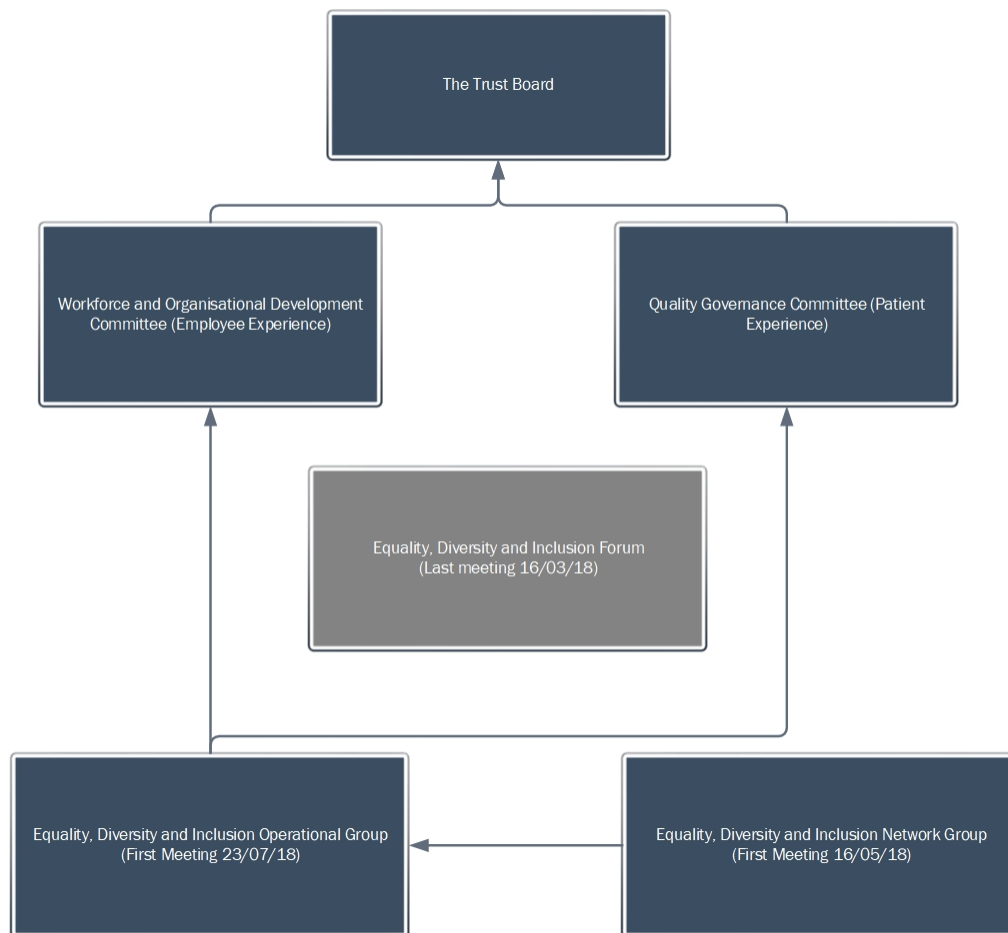 The Trust Board
Workforce and Organisational Development
Committee (Employee Experience)
Quality Governance Committee (Patient
Experience)
Equality, Diversity and Inclusion Forum
(Last meeting 16/03/18)
Equality, Diversity and Inclusion Operational Group
(First Meeting 23/07/18)
Equality, Diversity and Inclusion Network Group
(First Meeting 16/05/18)